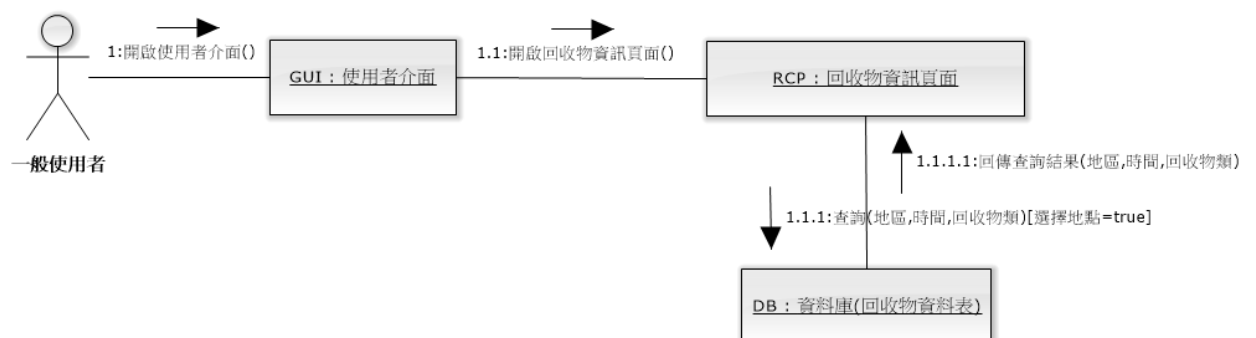 1:開啟使用者介面()
1.1:開啟回收物資訊頁面()
GUI : 使用者介面
RCP : 回收物資訊頁面
一般使用者
1.1.1.1:回傳查詢結果(地區,時間,回收物類)
1.1.1:查詢(地區,時間,回收物類)[選擇地點=true]
DB : 資料庫(回收物資料表)